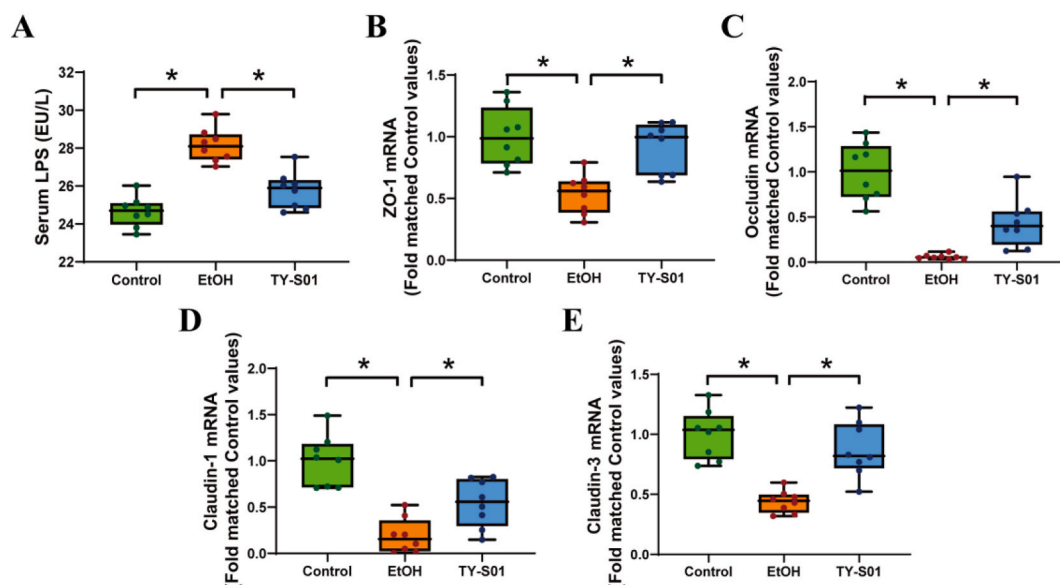 A
Serum LPS (EU/L)
32
30
28
26
24
22
* *
Control EtOH TY-S01
B
ZO-1 mRNA
(Fold matched Control values)
1.5
1.0
0.5
0.0
* *
Control EtOH TY-S01
C
Occludin mRNA
(Fold matched Control values)
2.0
1.5
1.0
0.5
0.0
* *
Control EtOH TY-S01
D
Claudin-1 mRNA
(Fold matched Control values)
2.0
1.5
1.0
0.5
0.0
* *
Control EtOH TY-S01
E
Claudin-3 mRNA
(Fold matched Control values)
1.5
1.0
0.5
0.0
* *
Control EtOH TY-S01